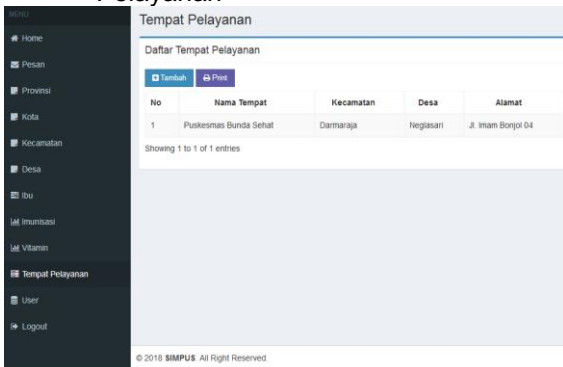 Pelayanan
MENU
Home
Pesan
Provinsi
Kota
Kecamatan
Desa
Ibu
Imunisasi
Vitamin
Tempat Pelayanan
User
Logout
Tempat Pelayanan
Daftar Tempat Pelayanan
Tambah Print
No Nama Tempat Kecamatan Desa Alamat
1 Puskesmas Bunda Sehat Darmaraja Neglasari Jl. Imam Bonjol 04
Showing 1 to 1 of 1 entries
© 2018 SIMPUS. All Right Reserved.